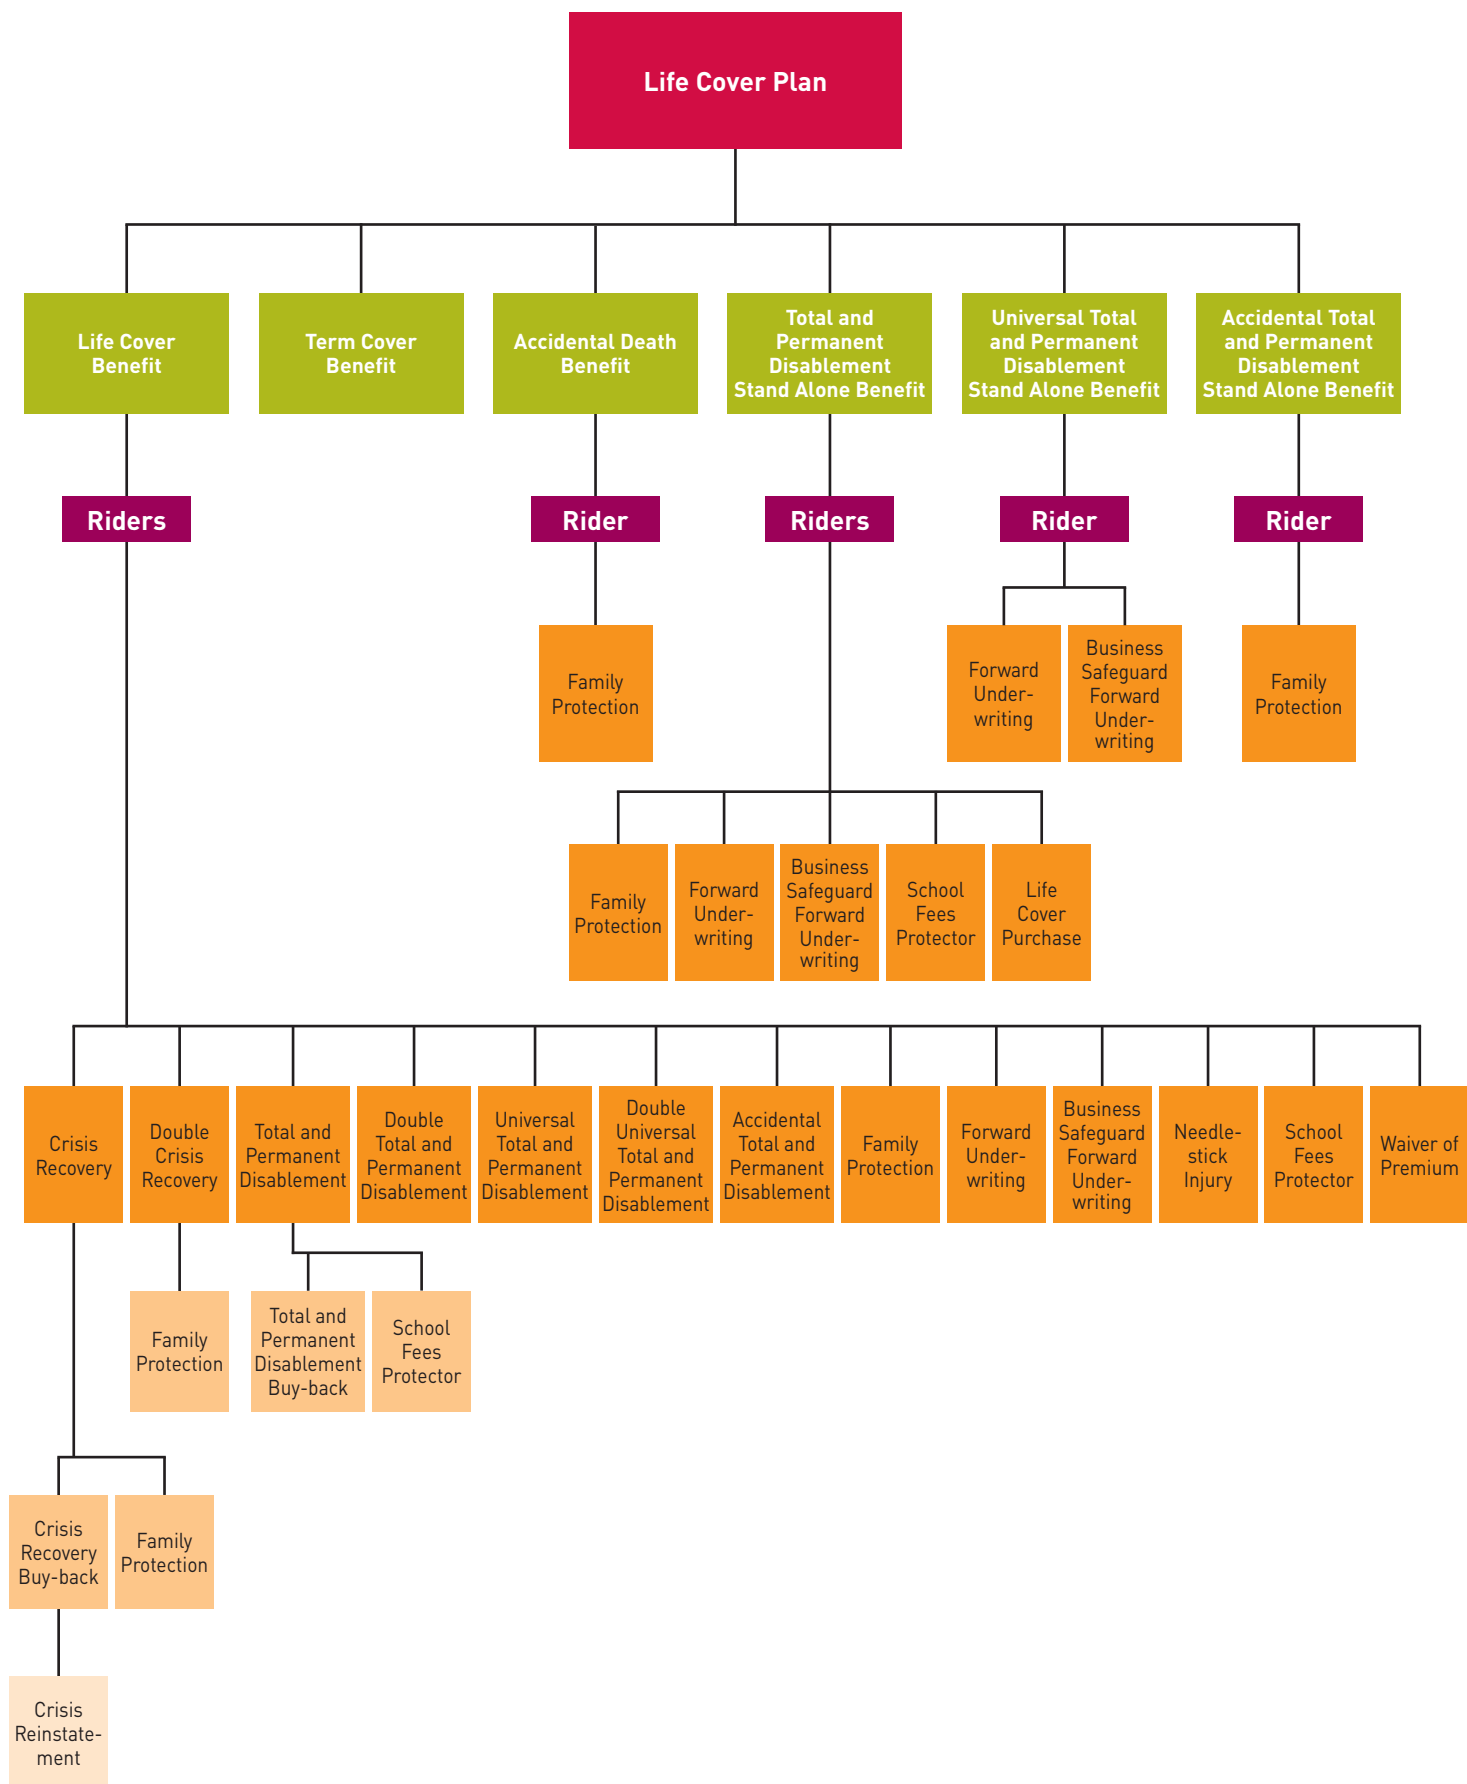 Life Cover Plan
Life Cover
Benefit
Term Cover
Benefit
Accidental Death
Benefit
Total and
Permanent
Disablement
Stand Alone Benefit
Universal Total
and Permanent
Disablement
Stand Alone Benefit
Accidental Total
and Permanent
Disablement
Stand Alone Benefit
Riders
Rider
Riders
Rider
Rider
Family
Protection
Forward
Under-
writing
Business
Safeguard
Forward
Under-
writing
Family
Protection
Family
Protection
Forward
Under-
writing
Business
Safeguard
Forward
Under-
writing
School
Fees
Protector
Life
Cover
Purchase
Crisis
Recovery
Double
Crisis
Recovery
Total and
Permanent
Disablement
Double
Total and
Permanent
Disablement
Universal
Total and
Permanent
Disablement
Double
Universal
Total and
Permanent
Disablement
Accidental
Total and
Permanent
Disablement
Family
Protection
Forward
Under-
writing
Business
Safeguard
Forward
Under-
writing
Needle-
stick
Injury
School
Fees
Protector
Waiver of
Premium
Family
Protection
Total and
Permanent
Disablement
Buy-back
School
Fees
Protector
Crisis
Recovery
Buy-back
Family
Protection
Crisis
Reinstate-
ment